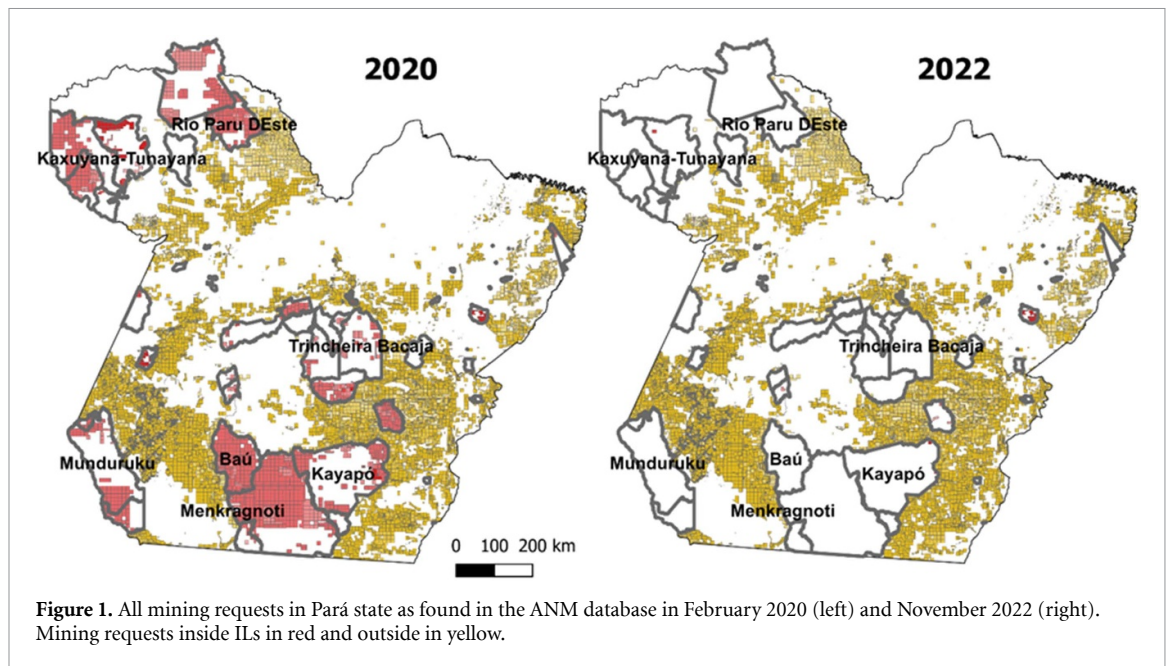 2020
2022
Rio Paru DEste
Kaxuyana-Tunayana
Trincheira Bacaja
Munduruku
Baú
Kayapó
Menkragnoti
Rio Paru DEste
Kaxuyana-Tunayana
Trincheira Bacaja
Munduruku
Baú
Kayapó
Menkragnoti
0 100 200 km
Figure 1. All mining requests in Pará state as found in the ANM database in February 2020 (left) and November 2022 (right).
Mining requests inside ILs in red and outside in yellow.